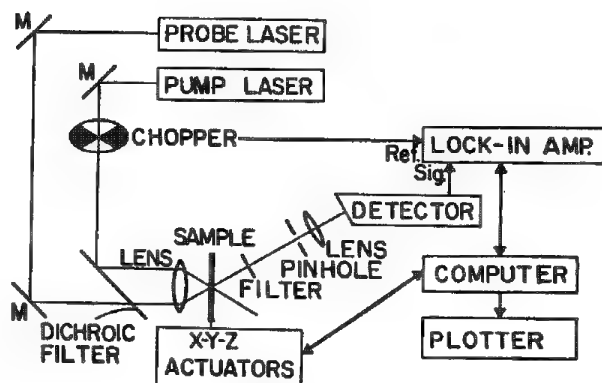 M
PROBE LASER
M
PUMP LASER
CHOPPER
Ref.
LOCK-IN AMP.
Sig.
DETECTOR
SAMPLE
LENS
LENS
PINHOLE
FILTER
COMPUTER
M
DICHROIC
FILTER
X-Y-Z
ACTUATORS
PLOTTER